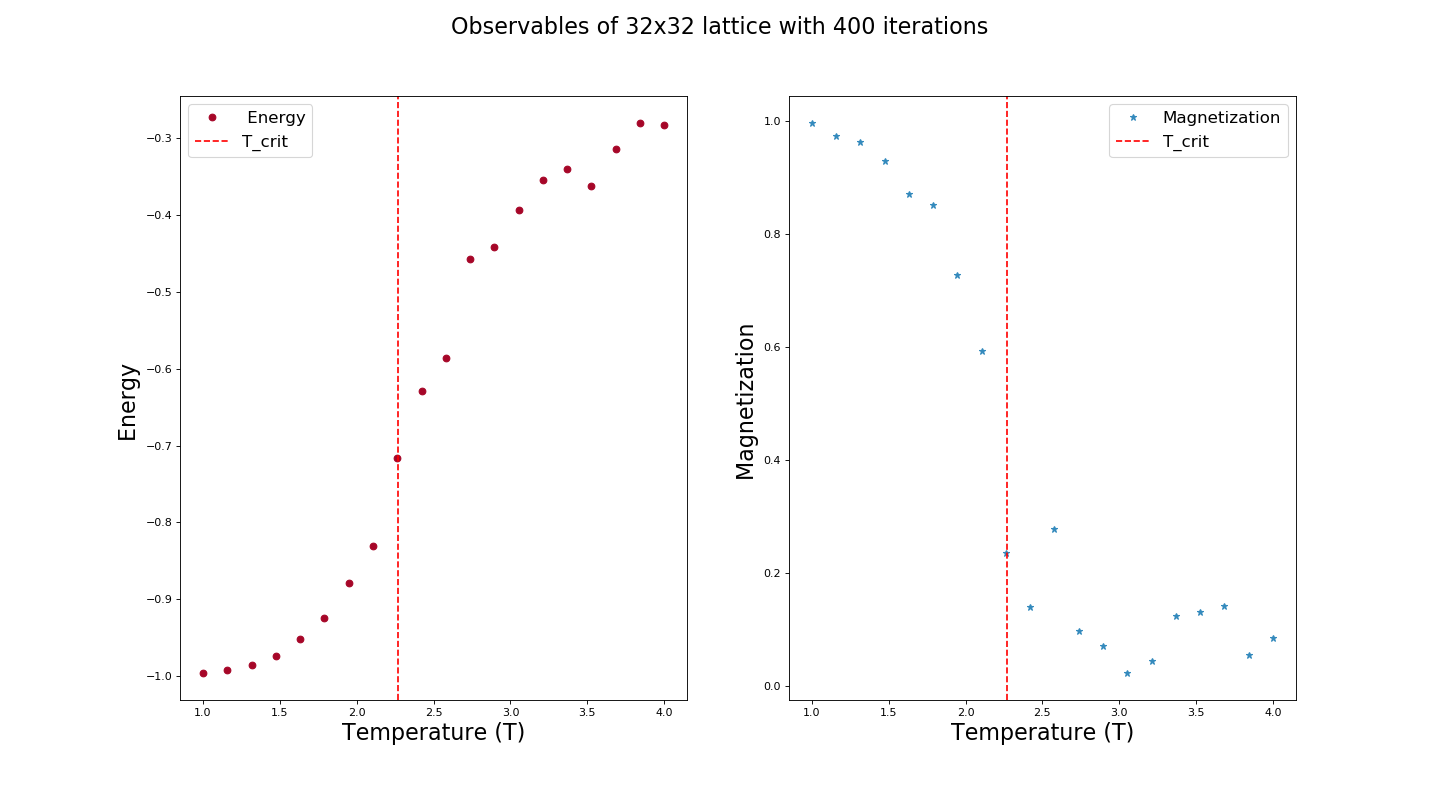 Observables of 32x32 lattice with 400 iterations
Energy
T_crit
−0.3
−0.4
−0.5
−0.6
−0.7
−0.8
−0.9
−1.0
Energy
1.0 1.5 2.0 2.5 3.0 3.5 4.0
Temperature (T)
Magnetization
T_crit
1.0
0.8
0.6
0.4
0.2
0.0
Magnetization
1.0 1.5 2.0 2.5 3.0 3.5 4.0
Temperature (T)